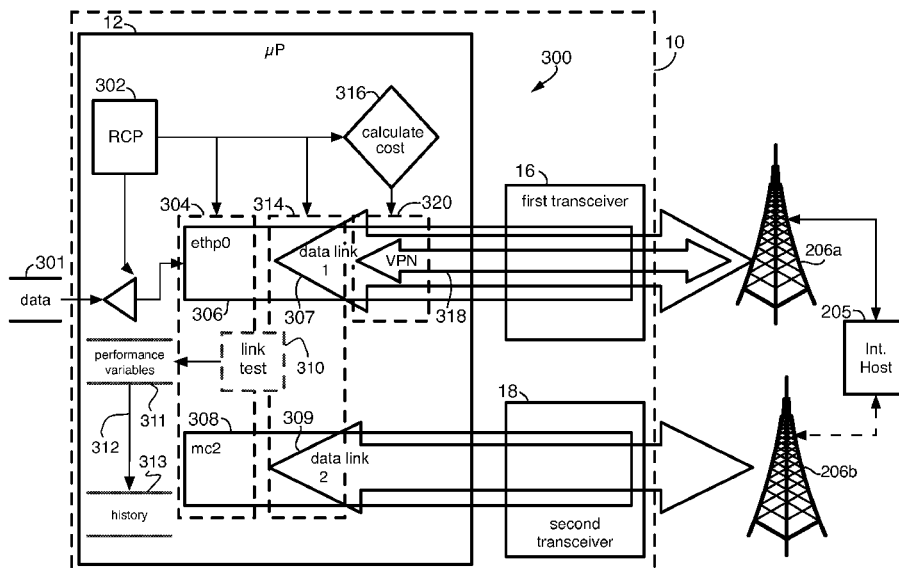 12
µP
10
300
302
RCP
316
calculate
cost
304
314
320
16
first transceiver
ethp0
data link
1
VPN
301
data
306
307
318
206a
205
Int.
Host
performance
variables
link
test
310
311
312
308
309
18
mc2
data link
2
313
history
second
transceiver
206b